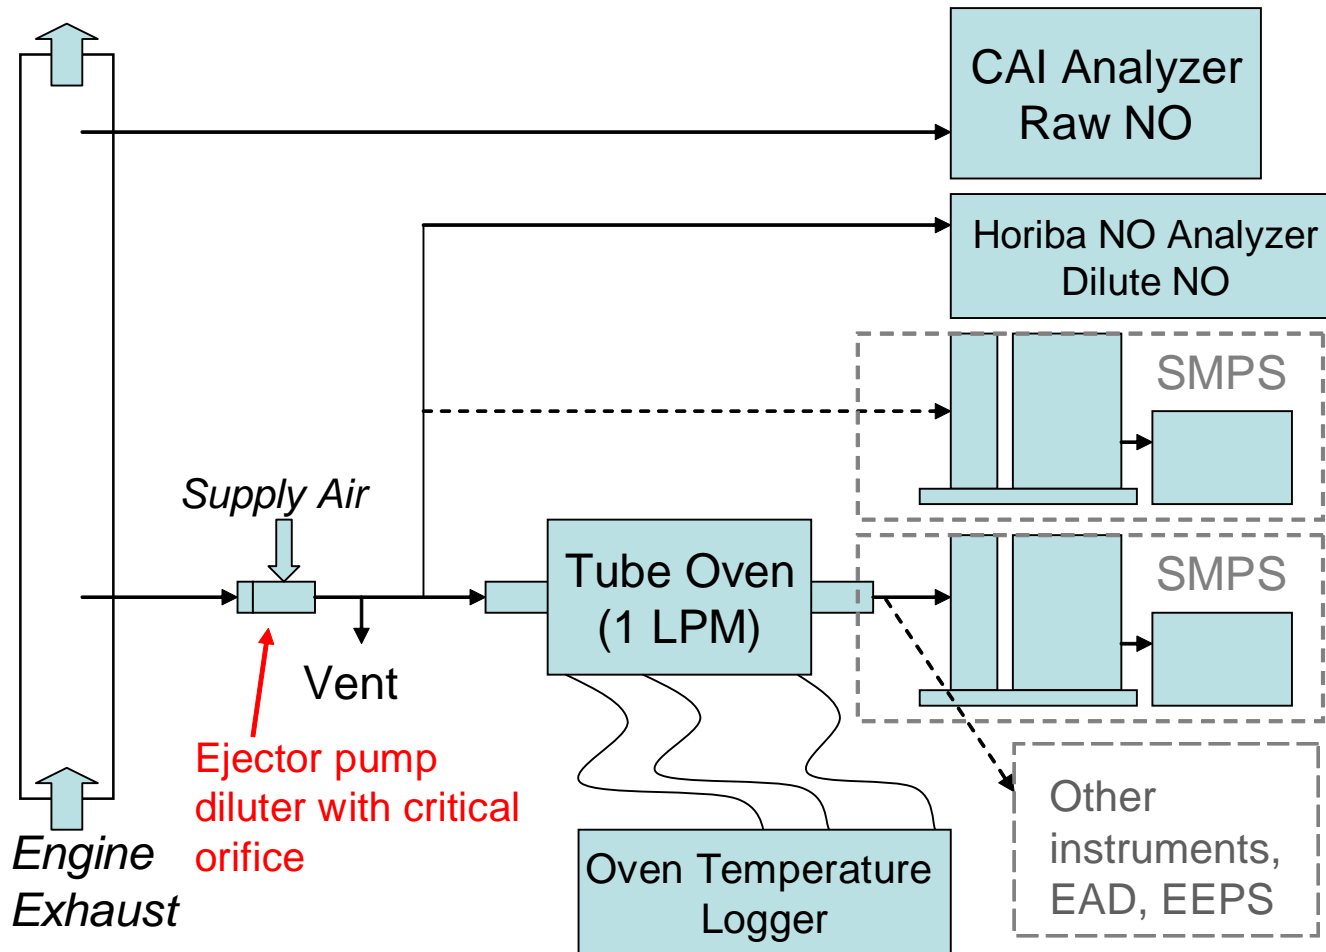 CAI Analyzer
Raw NO
Horiba NO Analyzer
Dilute NO
SMPS
Supply Air
Tube Oven
(1 LPM)
SMPS
Vent
Ejector pump
diluter with critical
orifice
Engine
Exhaust
Oven Temperature
Logger
Other
instruments,
EAD, EEPS